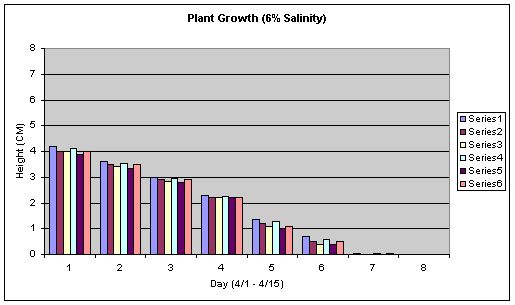 Plant Growth (6% Salinity)
8
7
6
5
4
3
2
1
0
Height (CM)
1 2 3 4 5 6 7 8
Day (4/1 - 4/15)
Series1
Series2
Series3
Series4
Series5
Series6